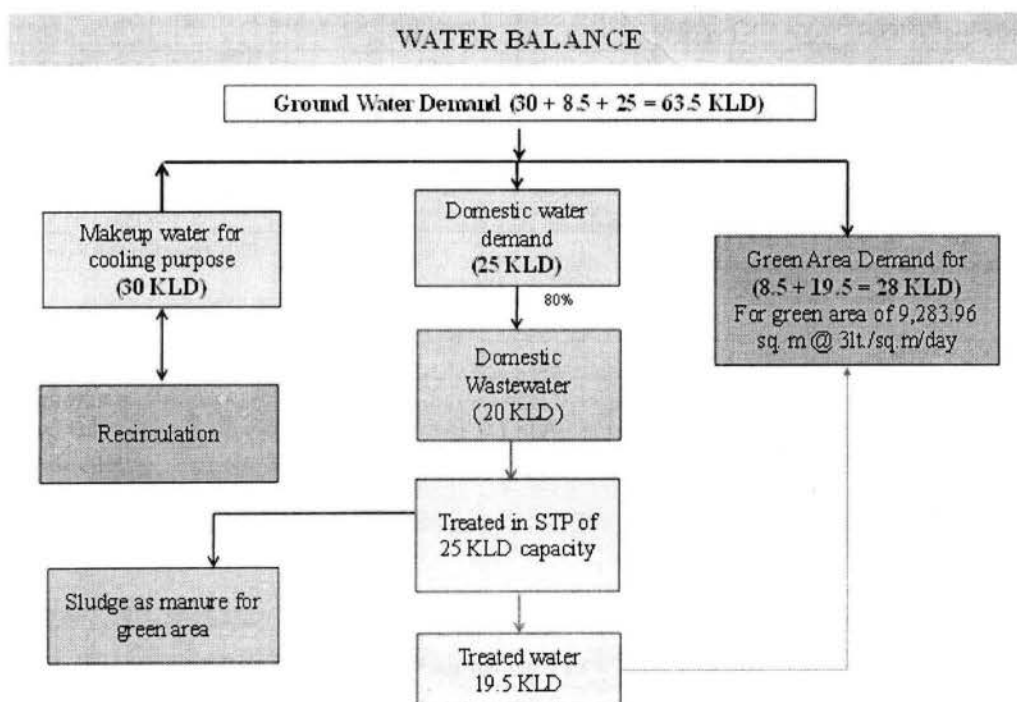 WATER BALANCE
Ground Water Demand (30 + 8.5 + 25 = 63.5 KLD)
Makeup water for
cooling purpose
(30 KLD)
Domestic water
demand
(25 KLD)
Green Area Demand for
(8.5 + 19.5 = 28 KLD)
For green area of 9,283.96
sq. m @ 3lt./sq.m/day
80%
Domestic
Wastewater
(20 KLD)
Recirculation
Treated in STP of
25 KLD capacity
Sludge as manure for
green area
Treated water
19.5 KLD